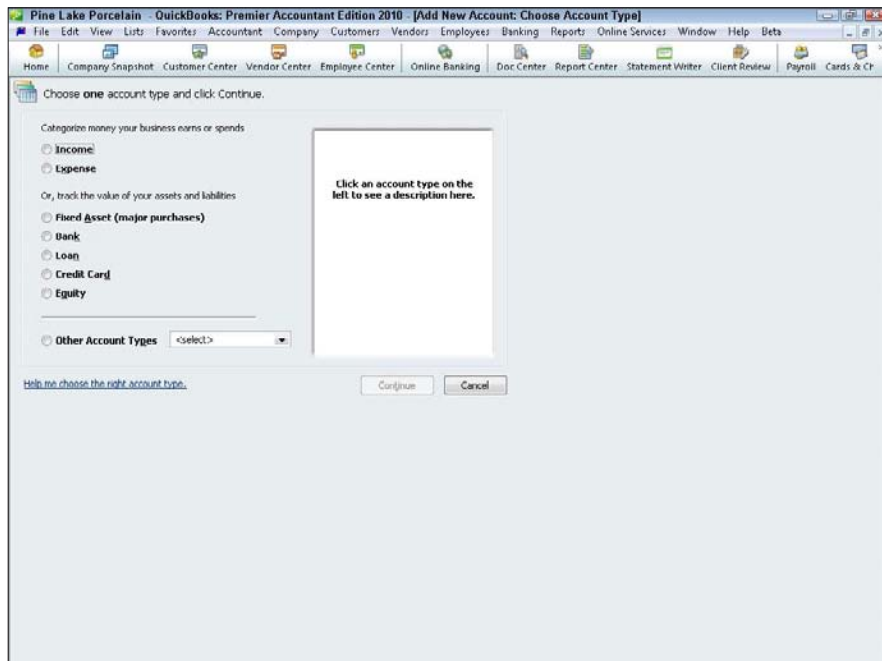 Pine Lake Porcelain - QuickBooks: Premier Accountant Edition 2010 - [Add New Account: Choose Account Type]
File Edit View Lists Favorites Accountant Company Customers Vendors Employees Banking Reports Online Services Window Help Beta
Home Company Snapshot Customer Center Vendor Center Employee Center Online Banking Doc Center Report Center Statement Writer Client Review Payroll Cards & Cr
Choose one account type and click Continue.
Categorize money your business earns or spends
Income
Expense
Or, track the value of your assets and liabilities
Fixed Asset (major purchases)
Bank
Loan
Credit Card
Equity
Other Account Types <select>
Click an account type on the
left to see a description here.
Help me choose the right account type.
Continue Cancel